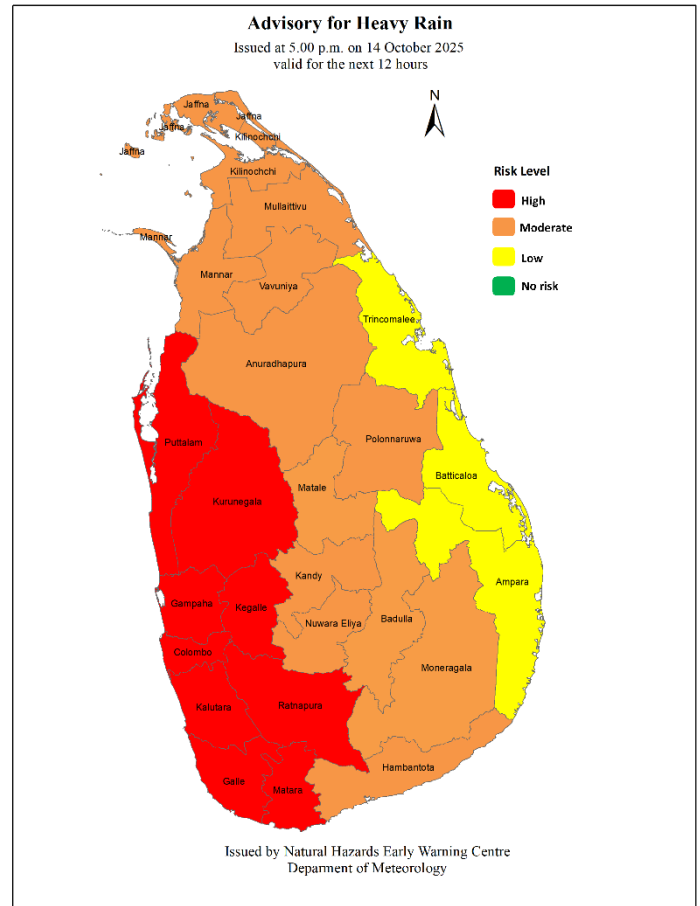 Advisory for Heavy Rain
Issued at 5.00 p.m. on 14 October 2025
valid for the next 12 hours
N
Jaffna
Jaffna
Jaffna
Kilinochchi
Jaffna
Kilinochchi
Risk Level
High
Mullaittivu
Moderate
Mannar
Low
Mannar
Vavuniya
No risk
Trincomalee
Anuradhapura
Polonnaruwa
Puttalam
Batticaloa
Matale
Kurunegala
Kandy
Ampara
Gampaha
Kegalle
Badulla
Nuwara Eliya
Colombo
Moneragala
Kalutara
Ratnapura
Hambantota
Galle
Matara
Issued by Natural Hazards Early Warning Centre
Deparment of Meteorology